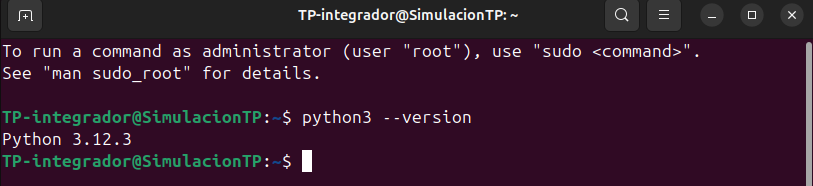 TP-integrador@SimulacionTP: ~
To run a command as administrator (user "root"), use "sudo <command>".
See "man sudo_root" for details.
TP-integrador@SimulacionTP:~$ python3 --version
Python 3.12.3
TP-integrador@SimulacionTP:~$